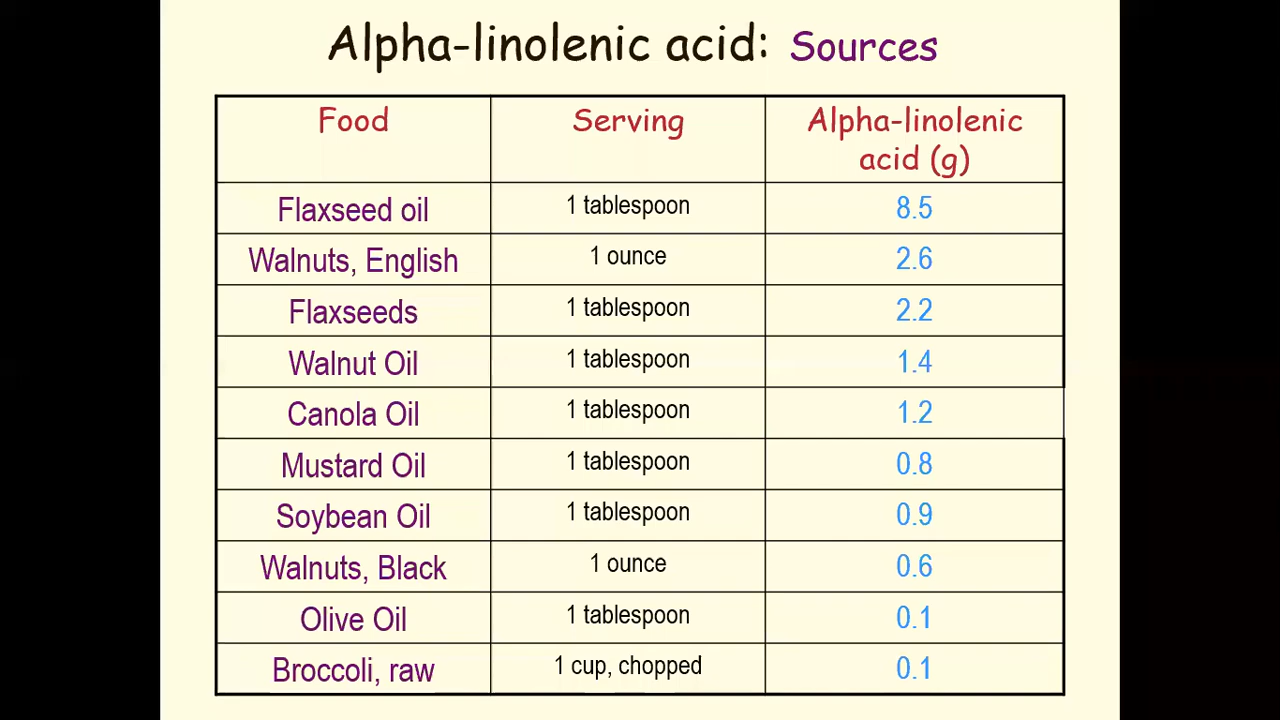 Alpha-linolenic acid: Sources
Food Serving Alpha-linolenic
acid (g)
Flaxseed oil 1 tablespoon 8.5
Walnuts, English 1 ounce 2.6
Flaxseeds 1 tablespoon 2.2
Walnut Oil 1 tablespoon 1.4
Canola Oil 1 tablespoon 1.2
Mustard Oil 1 tablespoon 0.8
Soybean Oil 1 tablespoon 0.9
Walnuts, Black 1 ounce 0.6
Olive Oil 1 tablespoon 0.1
Broccoli, raw 1 cup, chopped 0.1